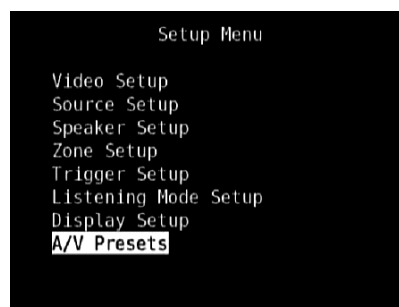 Setup Menu
Video Setup
Source Setup
Speaker Setup
Zone Setup
Trigger Setup
Listening Mode Setup
Display Setup
A/V Presets